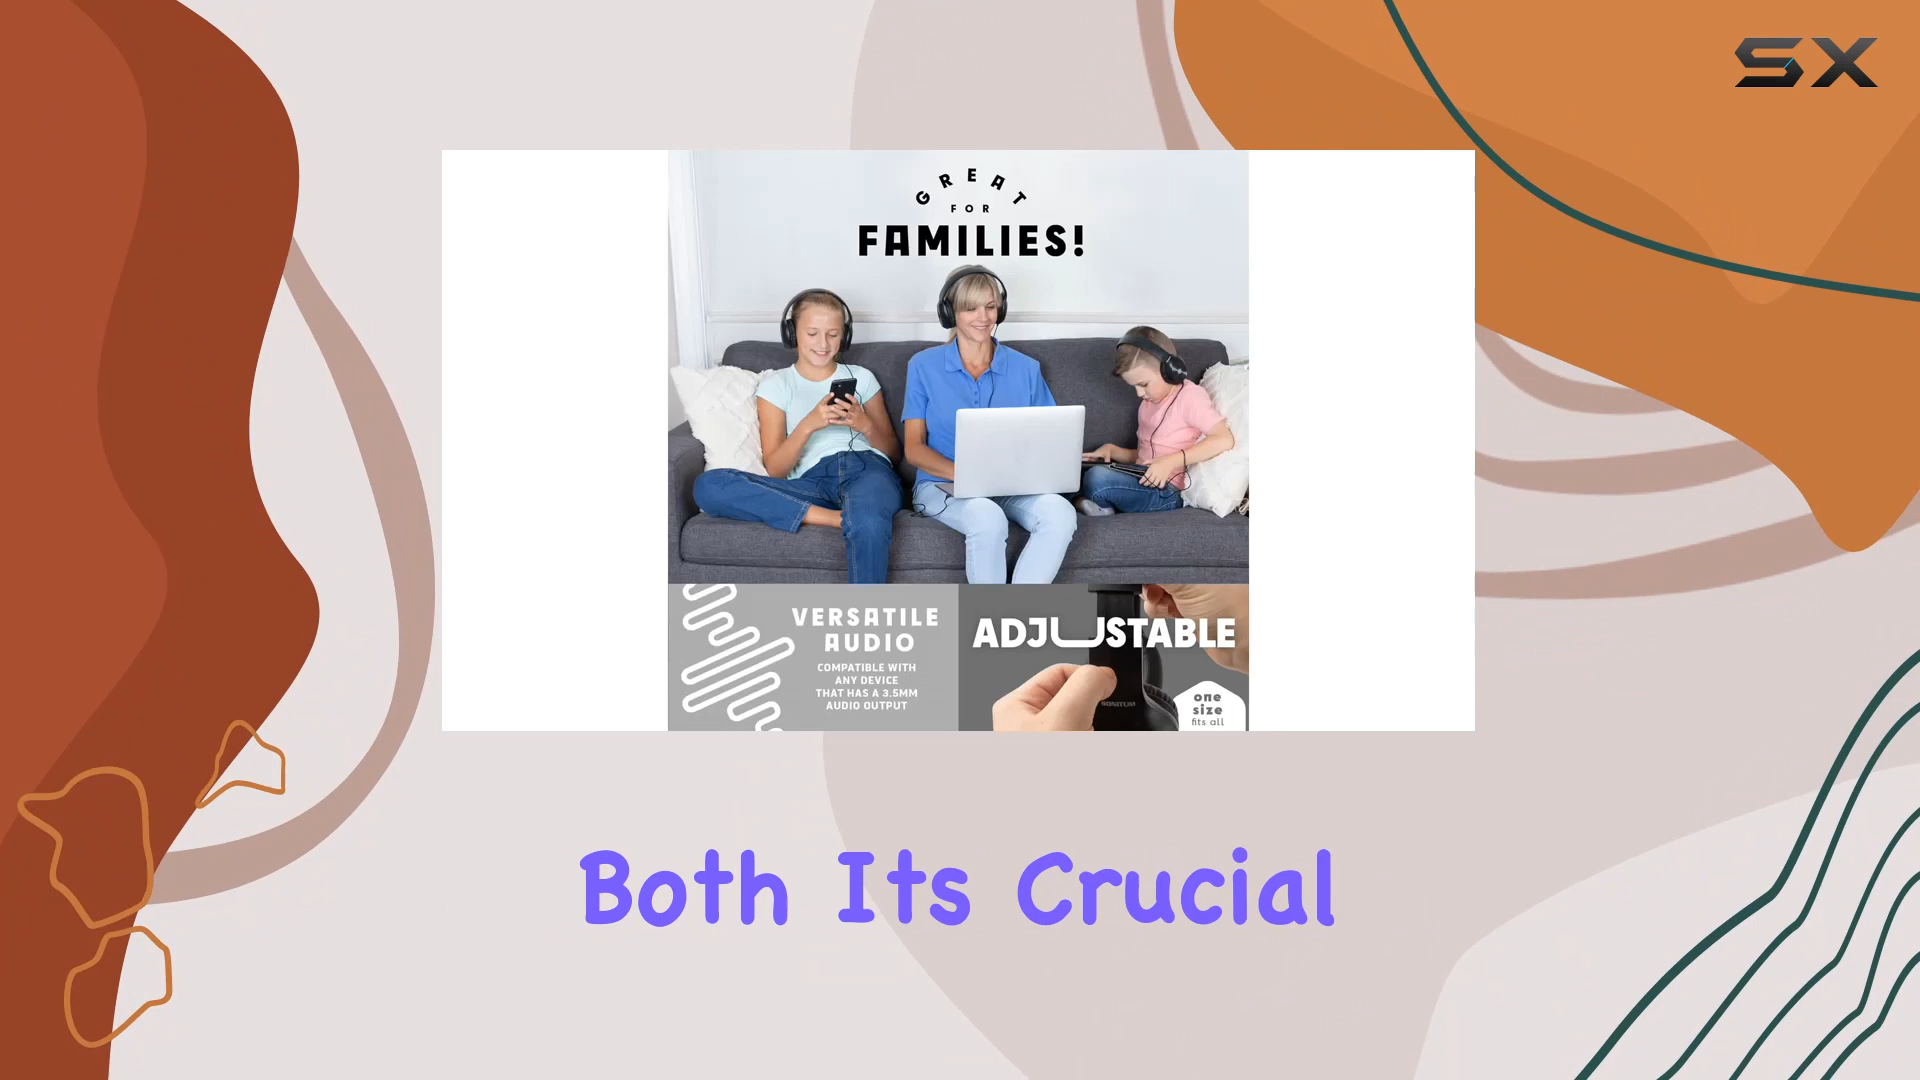 SX
GREAT
FOR
FAMILIES!
VERSATILE
AUDIO
COMPATIBLE WITH
ANY DEVICE
THAT HAS A 3.5MM
AUDIO OUTPUT
ADJUSTABLE
SONITUM
one
size
fits all
Both Its Crucial